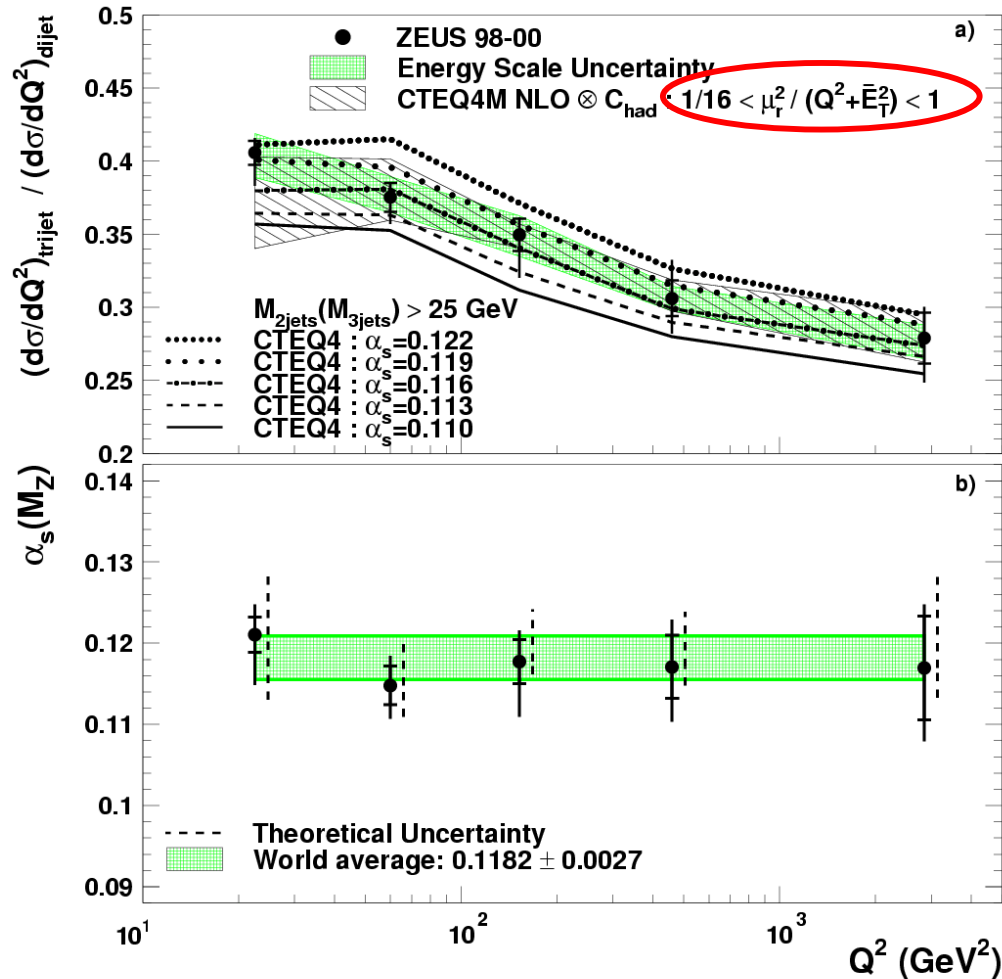 0.5
a)
ZEUS 98-00
Energy Scale Uncertainty
CTEQ4M NLO ⊗ C_had : 1/16 < μ_r² / (Q²+Ē_T²) < 1
0.45
0.4
0.35
0.3
0.25
0.2
(dσ/dQ²)_trijet / (dσ/dQ²)_dijet
M_2jets(M_3jets) > 25 GeV
CTEQ4 : α_s=0.122
CTEQ4 : α_s=0.119
CTEQ4 : α_s=0.116
CTEQ4 : α_s=0.113
CTEQ4 : α_s=0.110
b)
α_s(M_Z)
0.14
0.13
0.12
0.11
0.1
0.09
Theoretical Uncertainty
World average: 0.1182 ± 0.0027
10¹
10²
10³
Q² (GeV²)